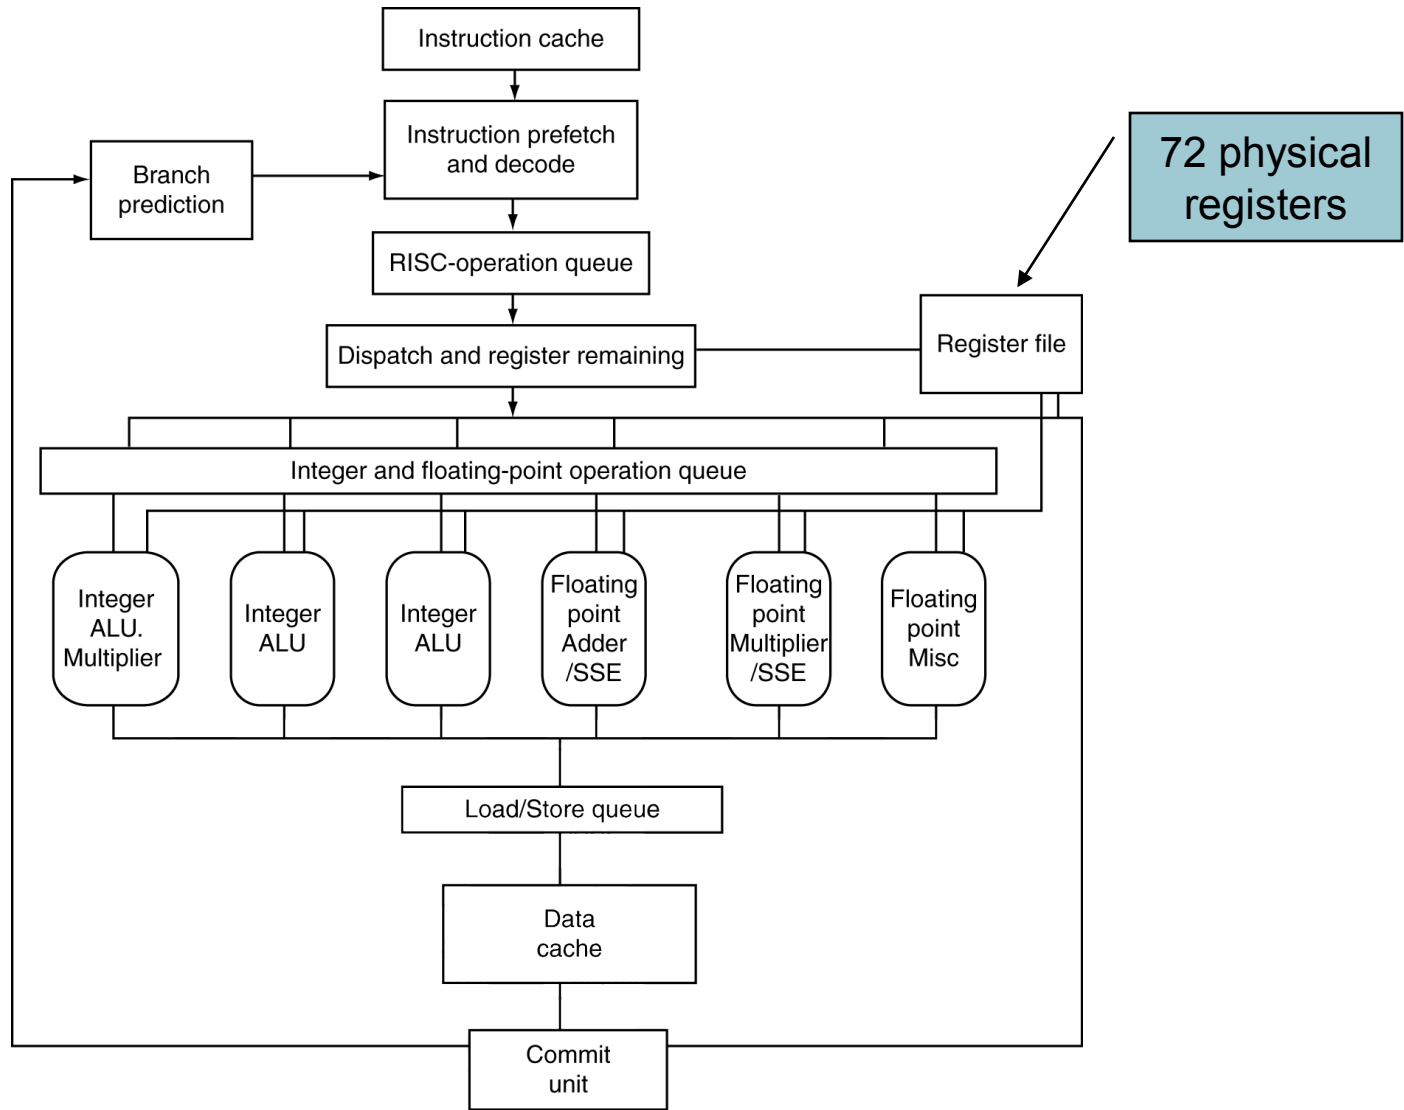 Instruction cache
Instruction prefetch
and decode
72 physical
registers
Branch
prediction
RISC-operation queue
Dispatch and register remaining
Register file
Integer and floating-point operation queue
Integer
ALU.
Multiplier
Integer
ALU
Integer
ALU
Floating
point
Adder
/SSE
Floating
point
Multiplier
/SSE
Floating
point
Misc
Load/Store queue
Data
cache
Commit
unit